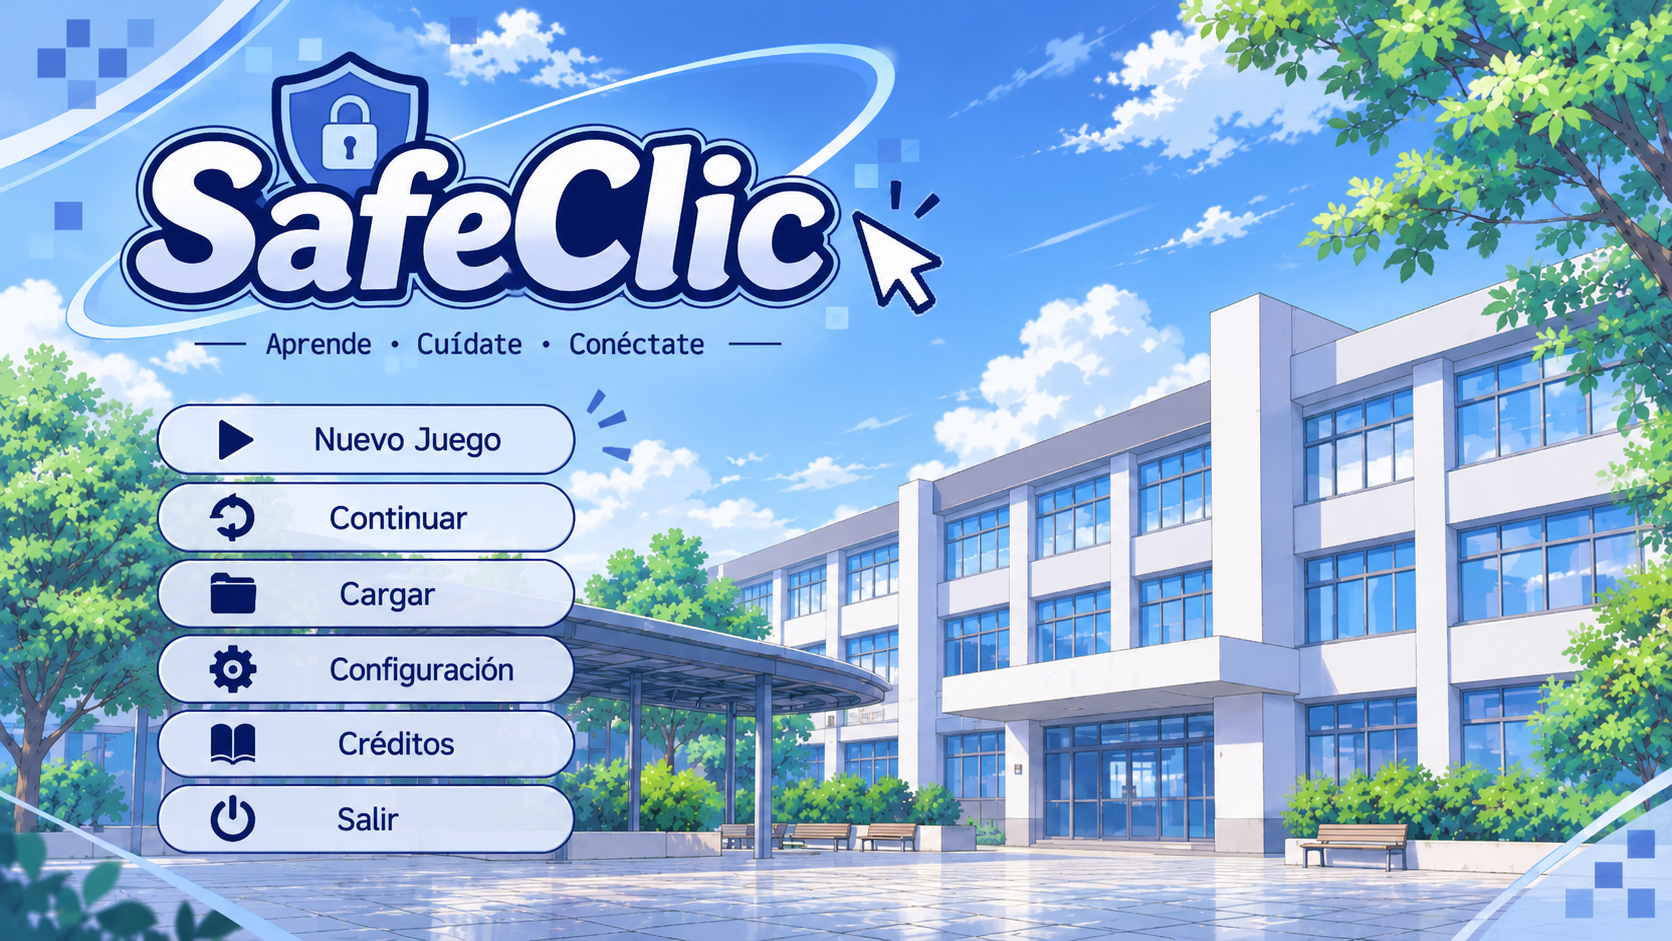 SafeClic
Aprende • Cuídate • Conéctate
Nuevo Juego
Continuar
Cargar
Configuración
Créditos
Salir